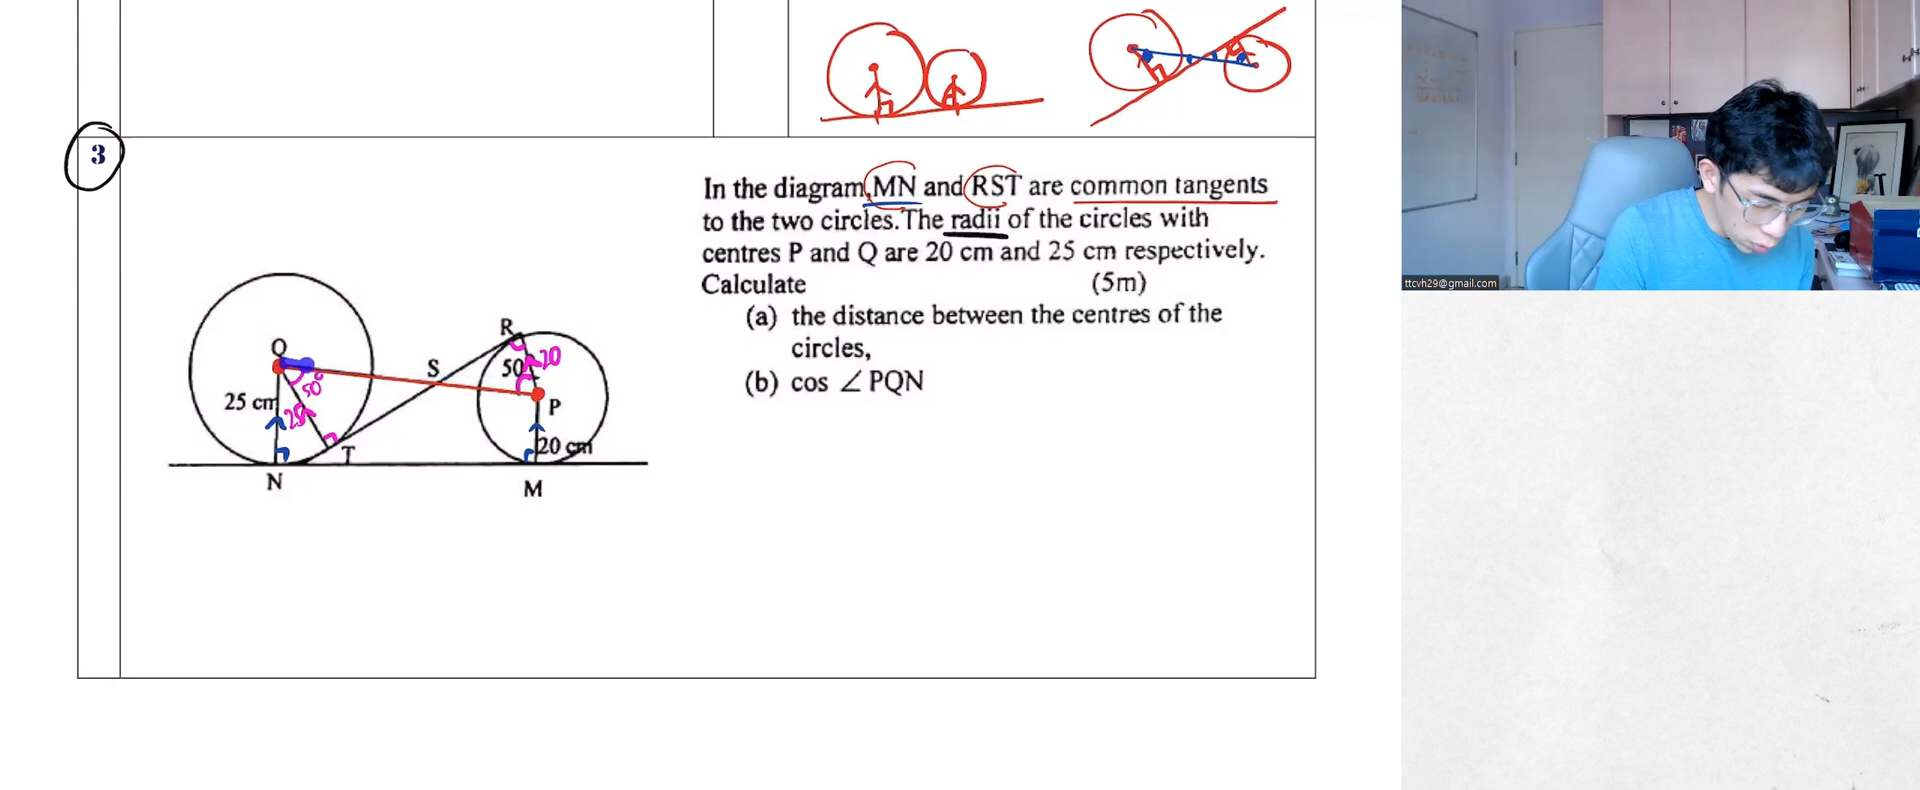 3
In the diagram, MN and RST are common tangents
to the two circles. The radii of the circles with
centres P and Q are 20 cm and 25 cm respectively.
Calculate (5m)
(a) the distance between the centres of the
circles,
(b) cos ∠ PQN
R
Q
S
50
20
50°
25 cm
25
P
T
20 cm
N
M
ttcvh29@gmail.com